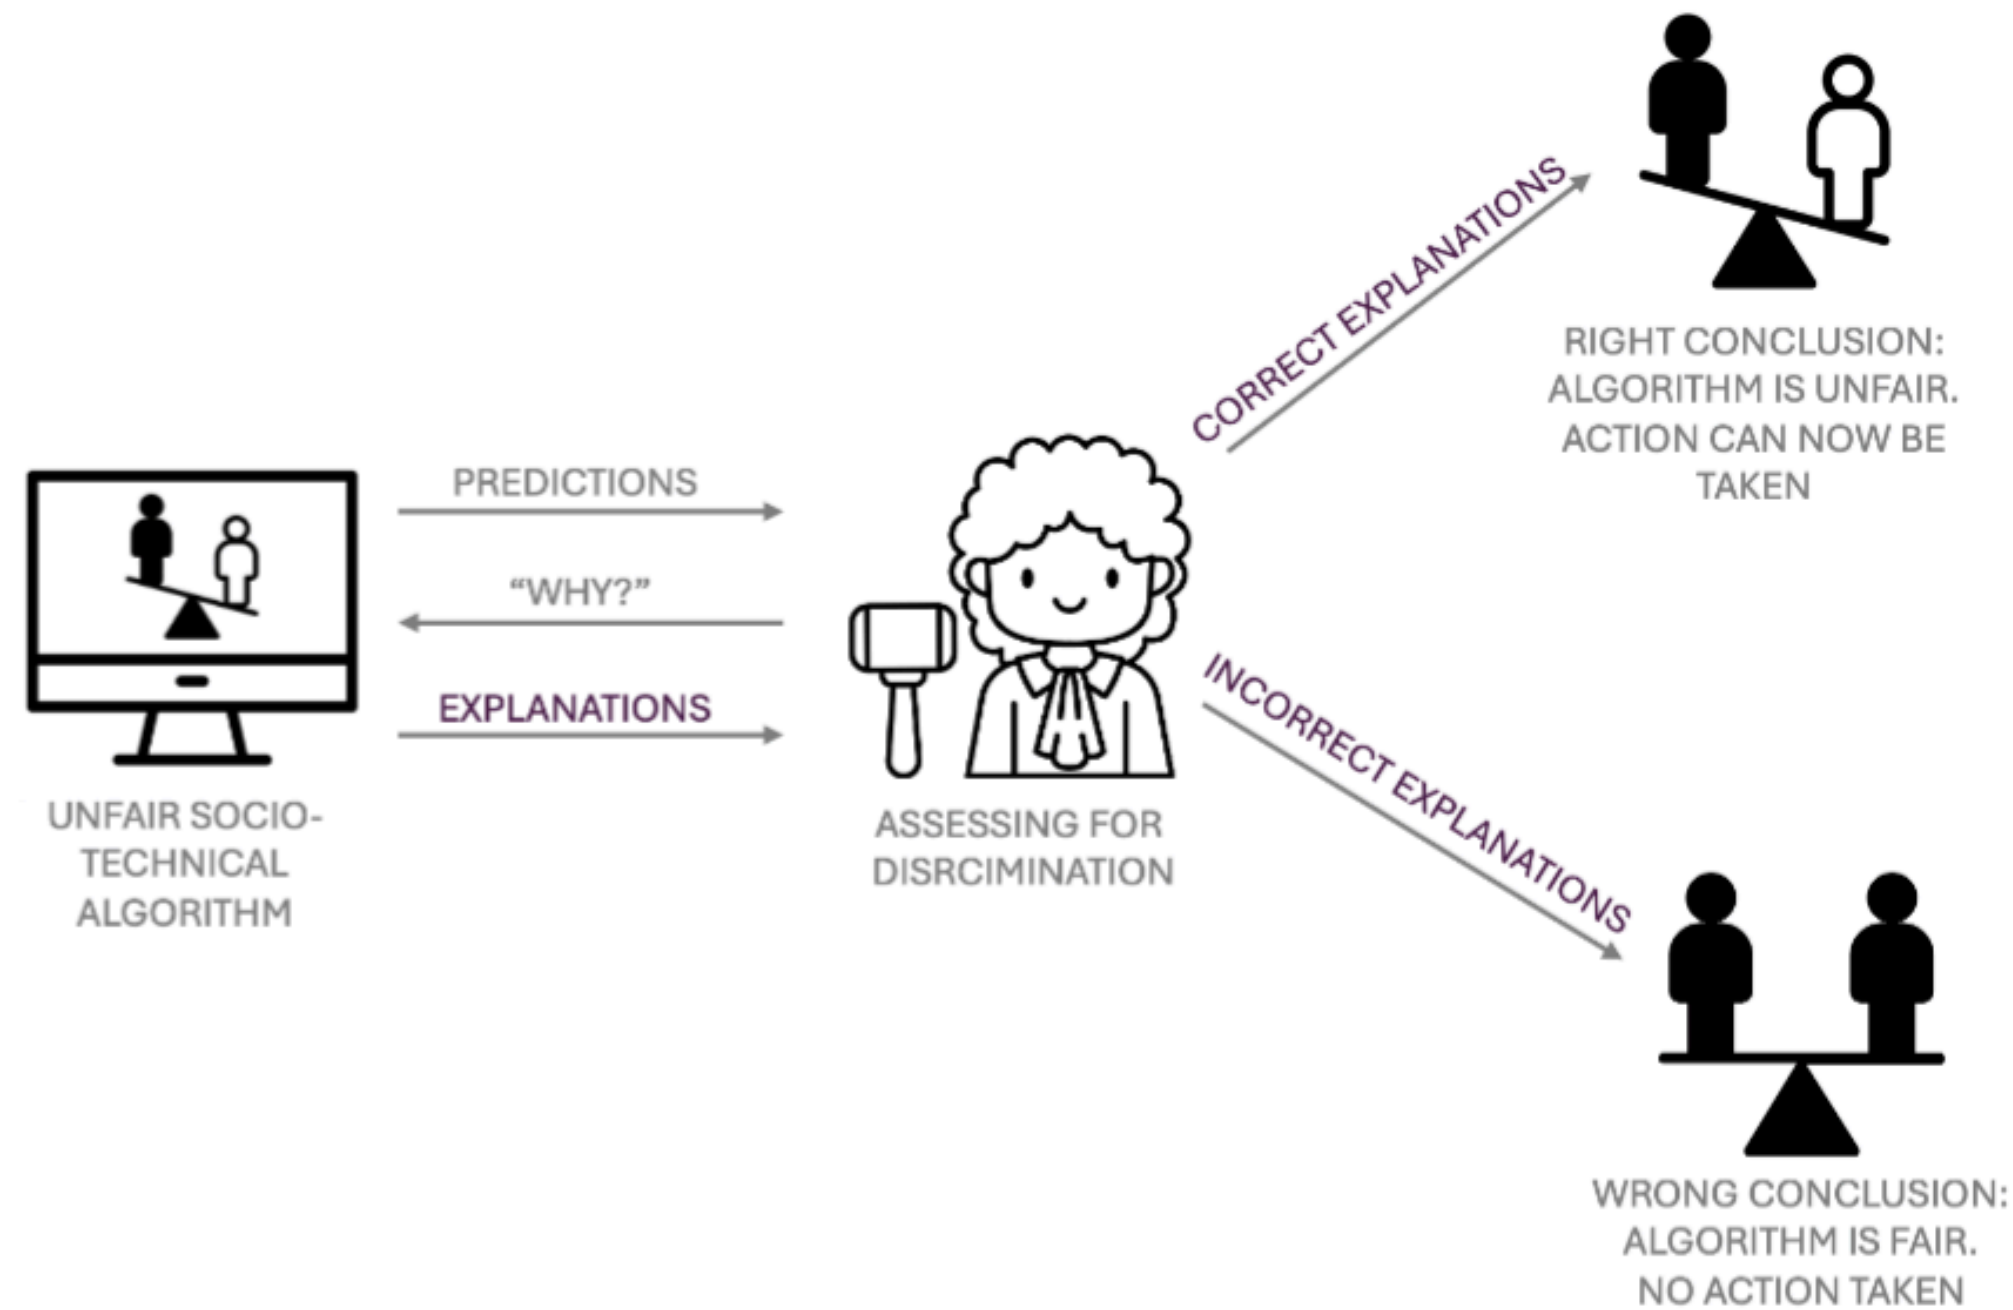 PREDICTIONS
“WHY?”
EXPLANATIONS
UNFAIR SOCIO-
TECHNICAL
ALGORITHM
ASSESSING FOR
DISRCIMINATION
CORRECT EXPLANATIONS
RIGHT CONCLUSION:
ALGORITHM IS UNFAIR.
ACTION CAN NOW BE
TAKEN
INCORRECT EXPLANATIONS
WRONG CONCLUSION:
ALGORITHM IS FAIR.
NO ACTION TAKEN